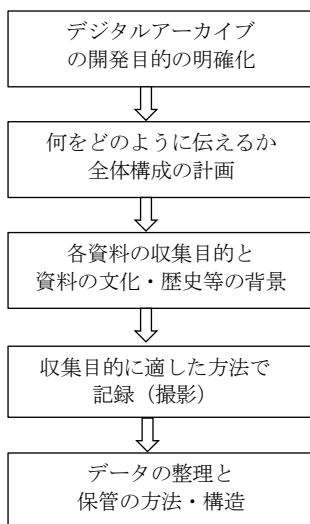 デジタルアーカイブ
の開発目的の明確化
何をどのように伝えるか
全体構成の計画
各資料の収集目的と
資料の文化・歴史等の背景
収集目的に適した方法で
記録（撮影）
データの整理と
保管の方法・構造